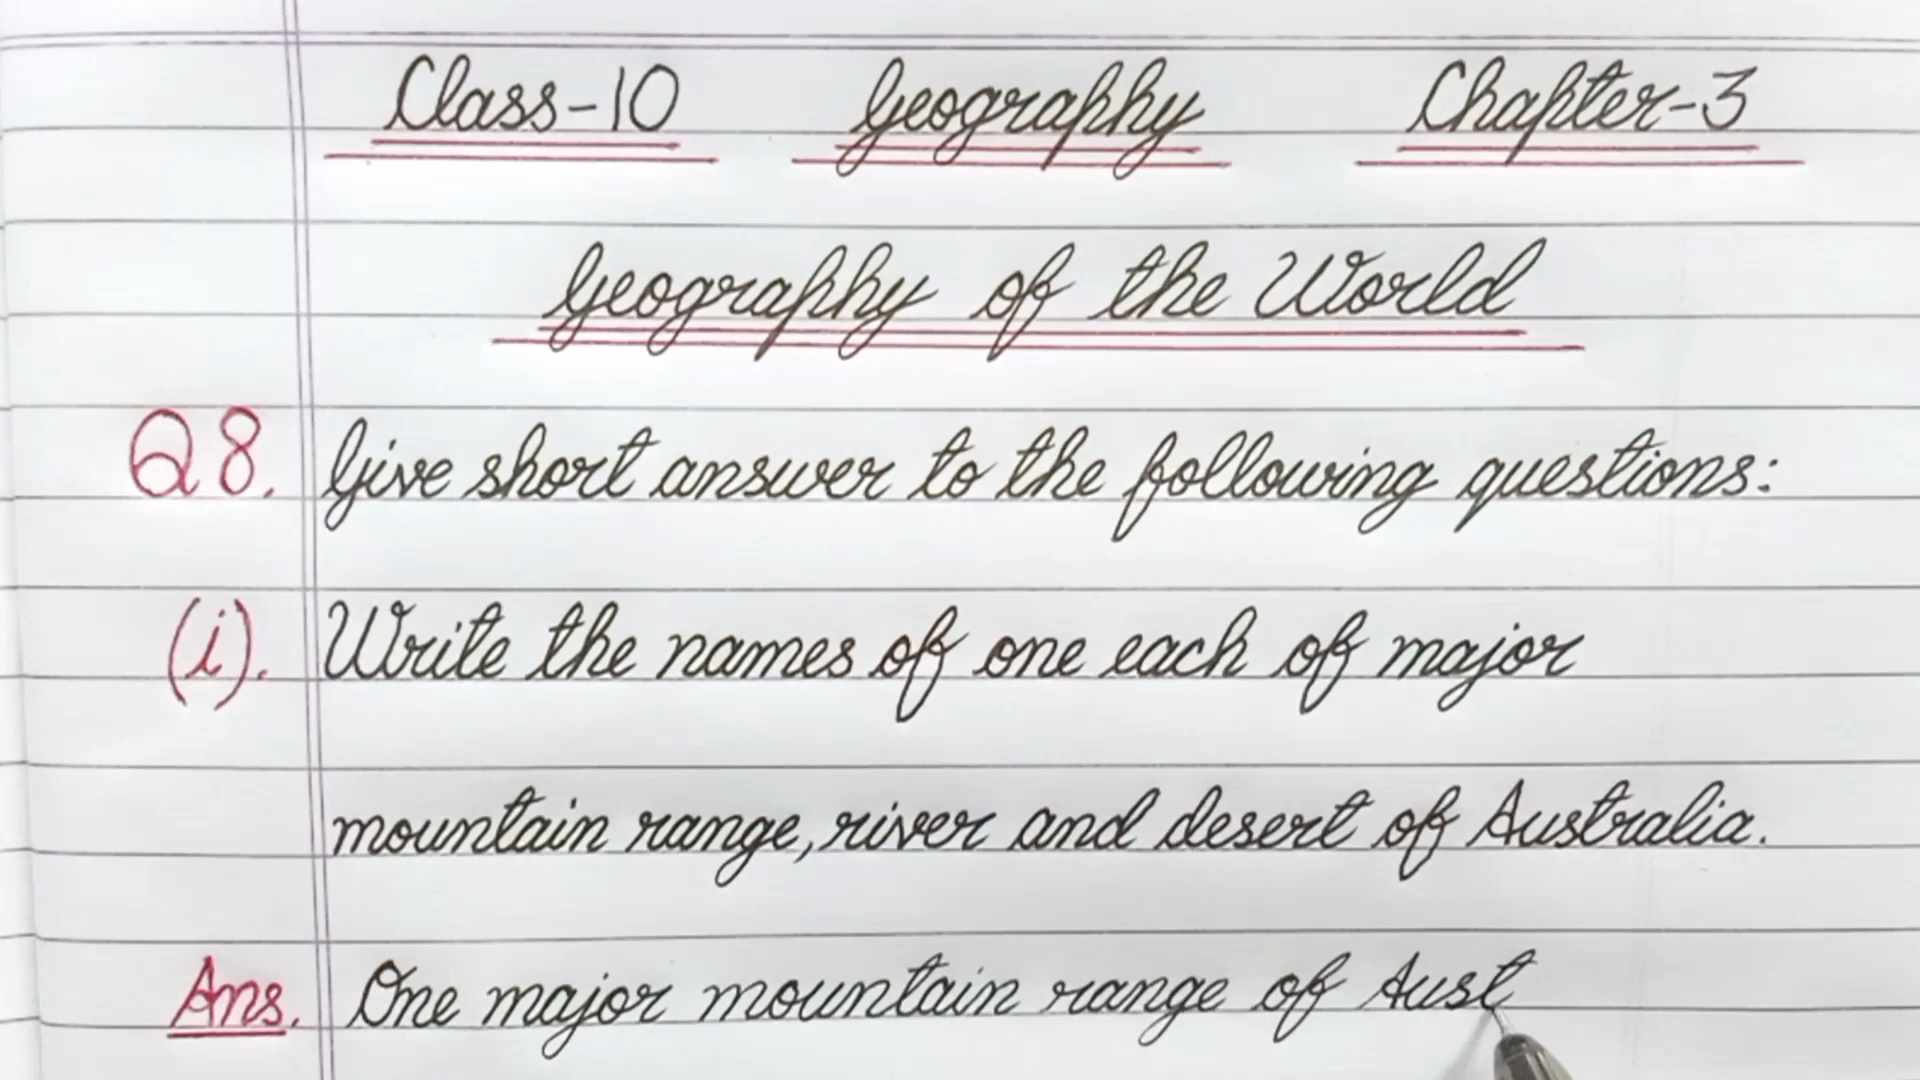 Class-10 Geography Chapter-3
Geography of the World
Q8. Give short answer to the following questions:
(i). Write the names of one each of major
mountain range, river and desert of Australia.
Ans. One major mountain range of Aust